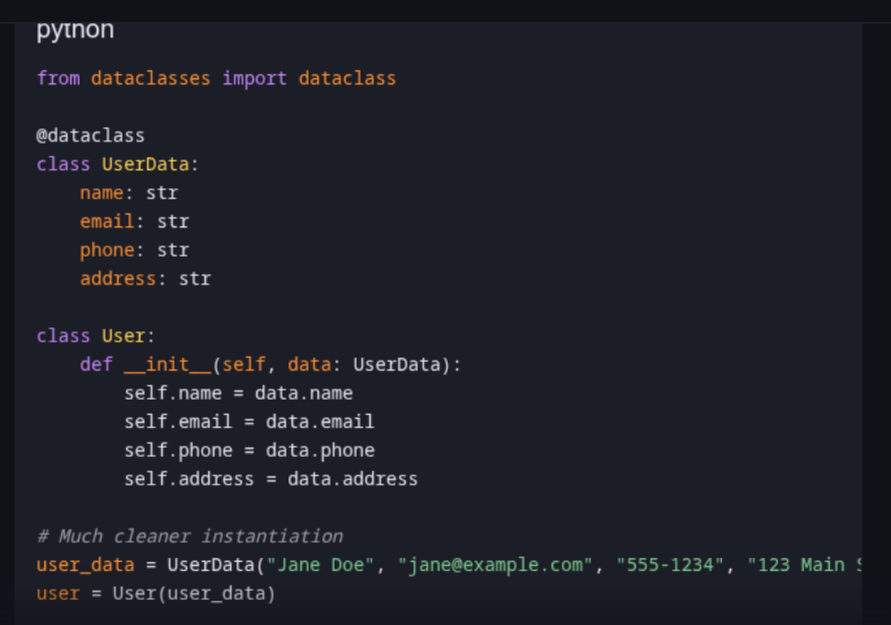 python
from dataclasses import dataclass
@dataclass
class UserData:
    name: str
    email: str
    phone: str
    address: str
class User:
    def __init__(self, data: UserData):
        self.name = data.name
        self.email = data.email
        self.phone = data.phone
        self.address = data.address
# Much cleaner instantiation
user_data = UserData("Jane Doe", "jane@example.com", "555-1234", "123 Main
user = User(user_data)